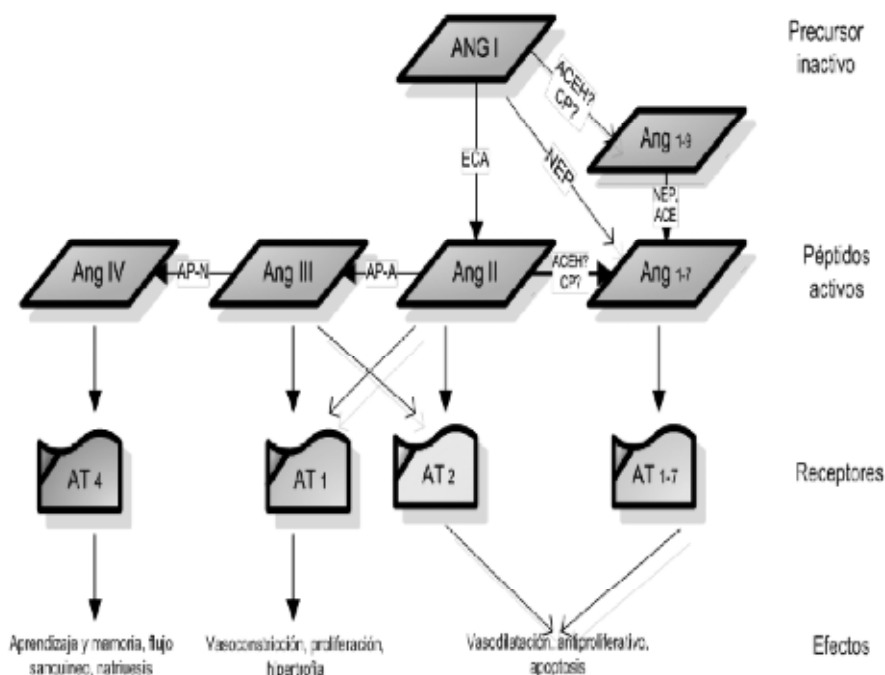 ANG I
Precursor
inactivo
ACEH?
CP?
ECA
NEP
Ang 1-9
NEP,
ACE
Ang IV
AP-N
Ang III
AP-A
Ang II
ACEH?
CP?
Ang 1-7
Péptidos
activos
AT 4
AT 1
AT 2
AT 1-7
Receptores
Aprendizaje y memoria, flujo
sanguineo, natriuesis
Vasoconstricción, proliferación,
hipertrofia
Vasodilatación, antiproliferativo,
apoptosis
Efectos